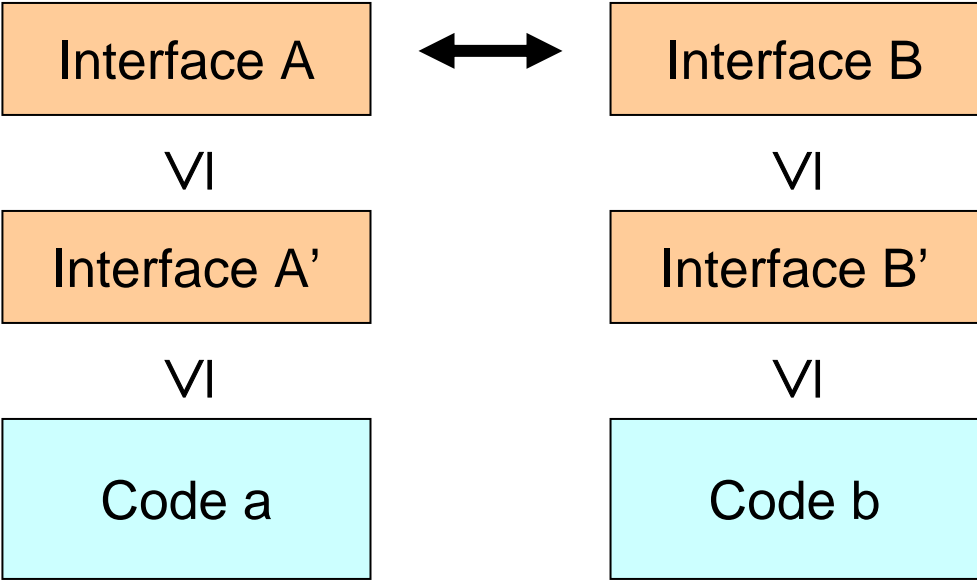 Interface A
Interface B
VI
VI
Interface A’
Interface B’
VI
VI
Code a
Code b